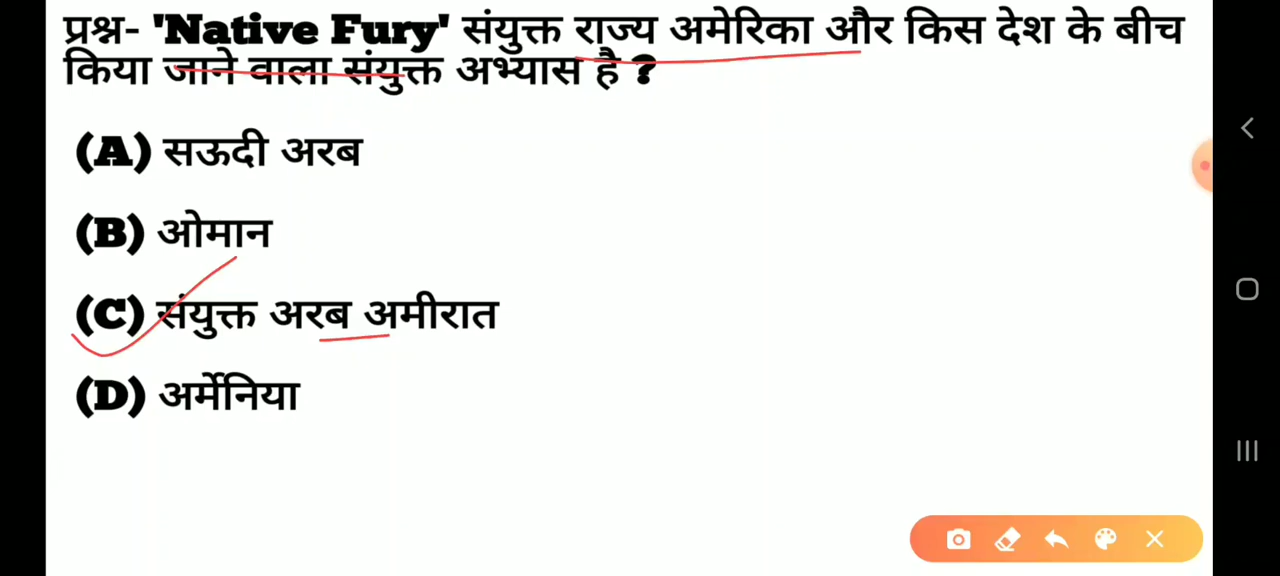 प्रश्न- 'Native Fury' संयुक्त राज्य अमेरिका और किस देश के बीच
किया जाने वाला संयुक्त अभ्यास है ?
(A) सऊदी अरब
(B) ओमान
(C) संयुक्त अरब अमीरात
(D) अर्मेनिया